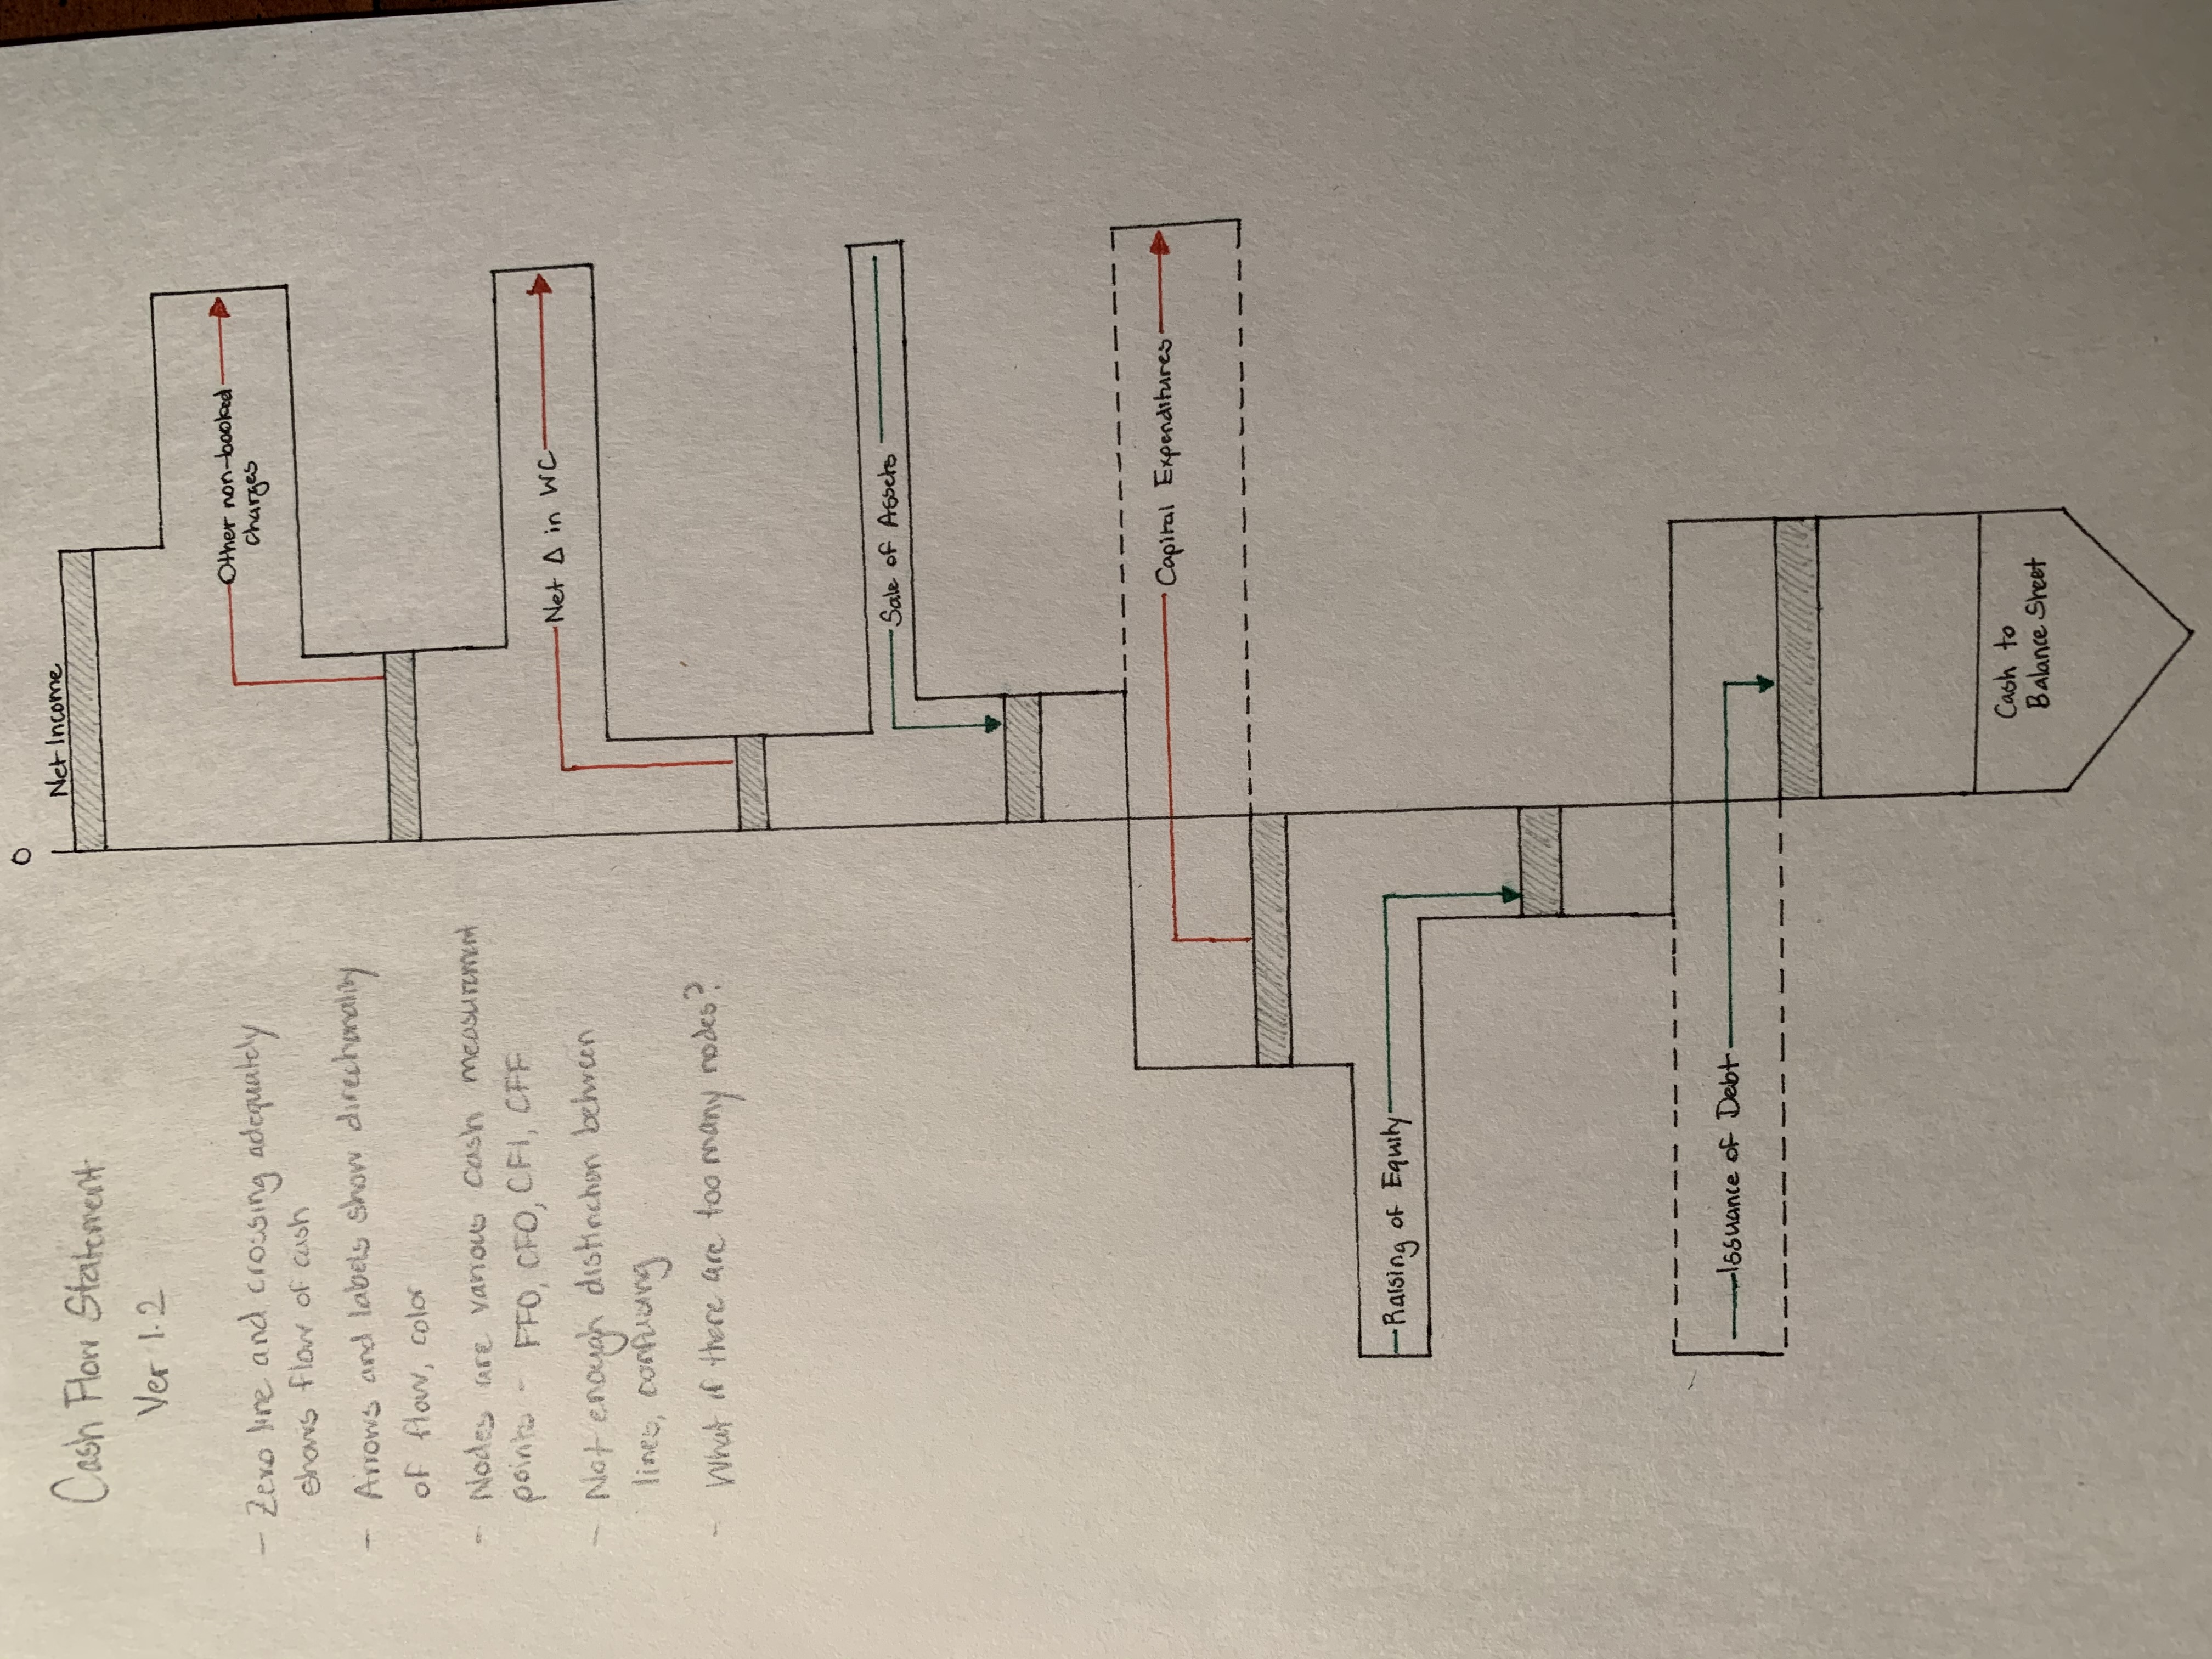 Cash Flow Statement
Ver 1.2
- Zero line and crossing adequately
shows flow of cash
- Arrows and labels show directionality
of flow, color
- Nodes are various cash measurement
points - FFO, CFO, CFI, CFF
- Not enough distinction between
lines, confusing
- What if there are too many nodes?
0
Net Income
Other non-booked
charges
Net Δ in WC
Sale of Assets
Capital Expenditures
Raising of Equity
Issuance of Debt
Cash to
Balance Sheet